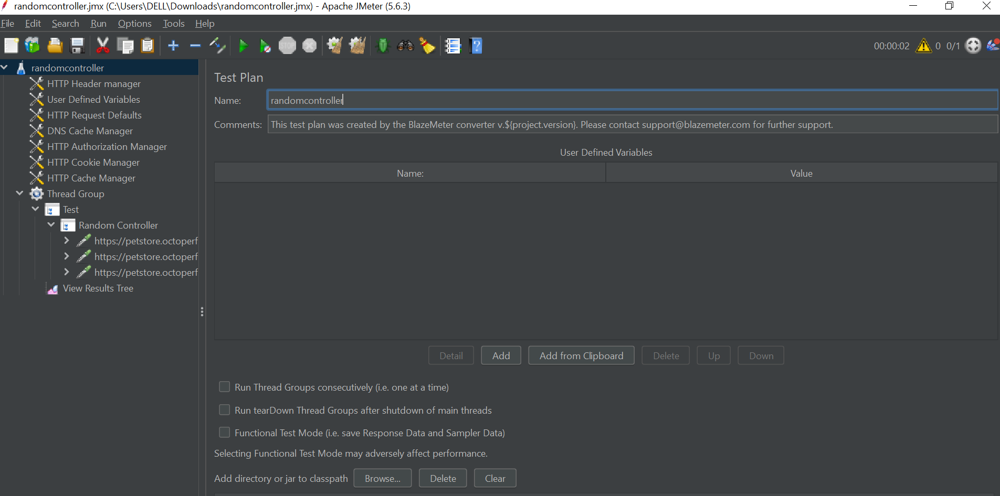 randomcontroller.jmx (C:\Users\DELL\Downloads\randomcontroller.jmx) - Apache JMeter (5.6.3)
File Edit Search Run Options Tools Help
STOP
00:00:02 0 0/1
randomcontroller
HTTP Header manager
User Defined Variables
HTTP Request Defaults
DNS Cache Manager
HTTP Authorization Manager
HTTP Cookie Manager
HTTP Cache Manager
Thread Group
Test
Random Controller
https://petstore.octoperf
https://petstore.octoperf
https://petstore.octoperf
View Results Tree
Test Plan
Name: randomcontroller
Comments: This test plan was created by the BlazeMeter converter v.${project.version}. Please contact support@blazemeter.com for further support.
User Defined Variables
Name: Value
Detail Add Add from Clipboard Delete Up Down
Run Thread Groups consecutively (i.e. one at a time)
Run tearDown Thread Groups after shutdown of main threads
Functional Test Mode (i.e. save Response Data and Sampler Data)
Selecting Functional Test Mode may adversely affect performance.
Add directory or jar to classpath Browse... Delete Clear